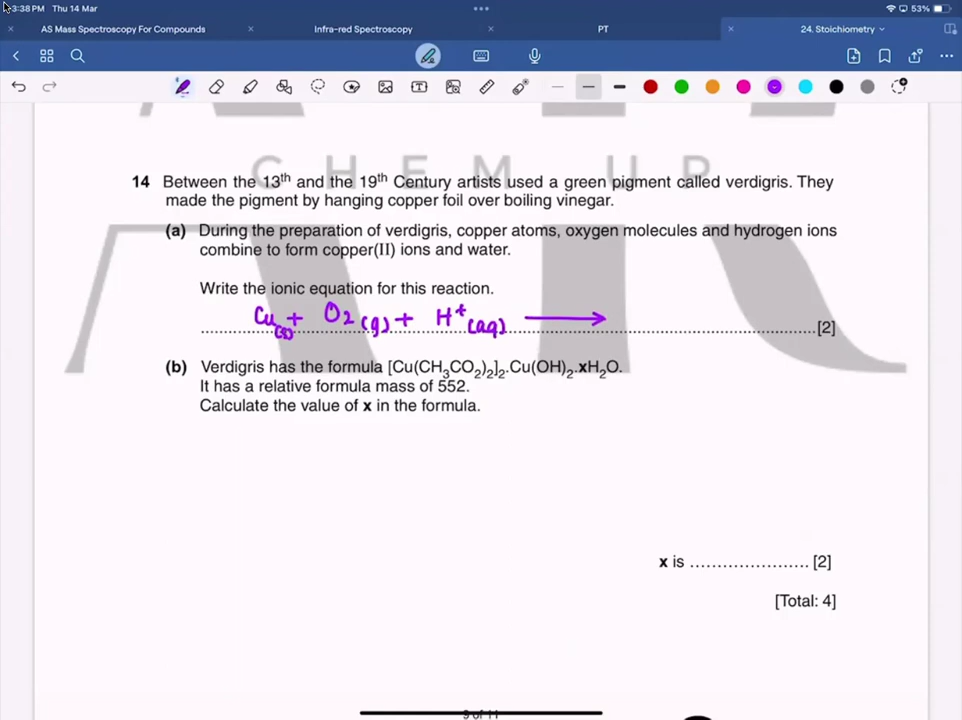 3:38 PM Thu 14 Mar
53%
AS Mass Spectroscopy For Compounds Infra-red Spectroscopy PT 24. Stoichiometry
CHEM UP
14 Between the 13th and the 19th Century artists used a green pigment called verdigris. They
made the pigment by hanging copper foil over boiling vinegar.
(a) During the preparation of verdigris, copper atoms, oxygen molecules and hydrogen ions
combine to form copper(II) ions and water.
Write the ionic equation for this reaction.
Cu(s) + O₂(g) + H⁺(aq) ⟶ [2]
(b) Verdigris has the formula [Cu(CH₃CO₂)₂]₂.Cu(OH)₂.xH₂O.
It has a relative formula mass of 552.
Calculate the value of x in the formula.
x is ....................... [2]
[Total: 4]
9 of 11